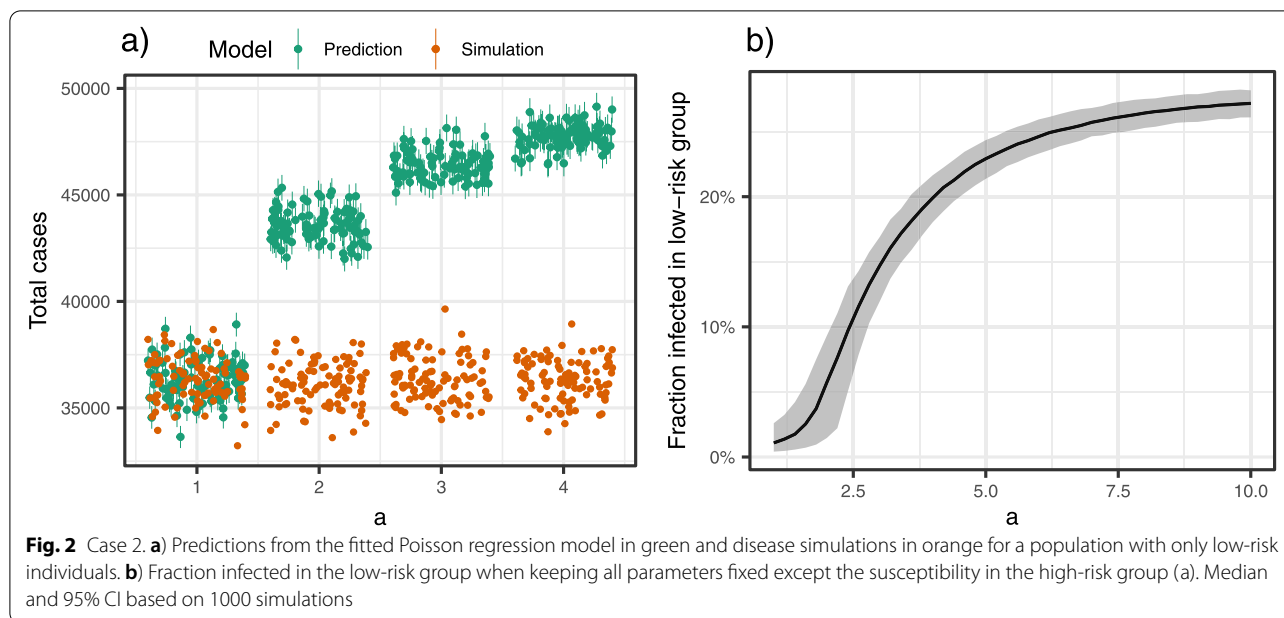 a)
Model Prediction Simulation
Total cases
50000
45000
40000
35000
1 2 3 4
a
b)
Fraction infected in low−risk group
20%
10%
0%
2.5 5.0 7.5 10.0
a
Fig. 2 Case 2. a) Predictions from the fitted Poisson regression model in green and disease simulations in orange for a population with only low-risk
individuals. b) Fraction infected in the low-risk group when keeping all parameters fixed except the susceptibility in the high-risk group (a). Median
and 95% CI based on 1000 simulations